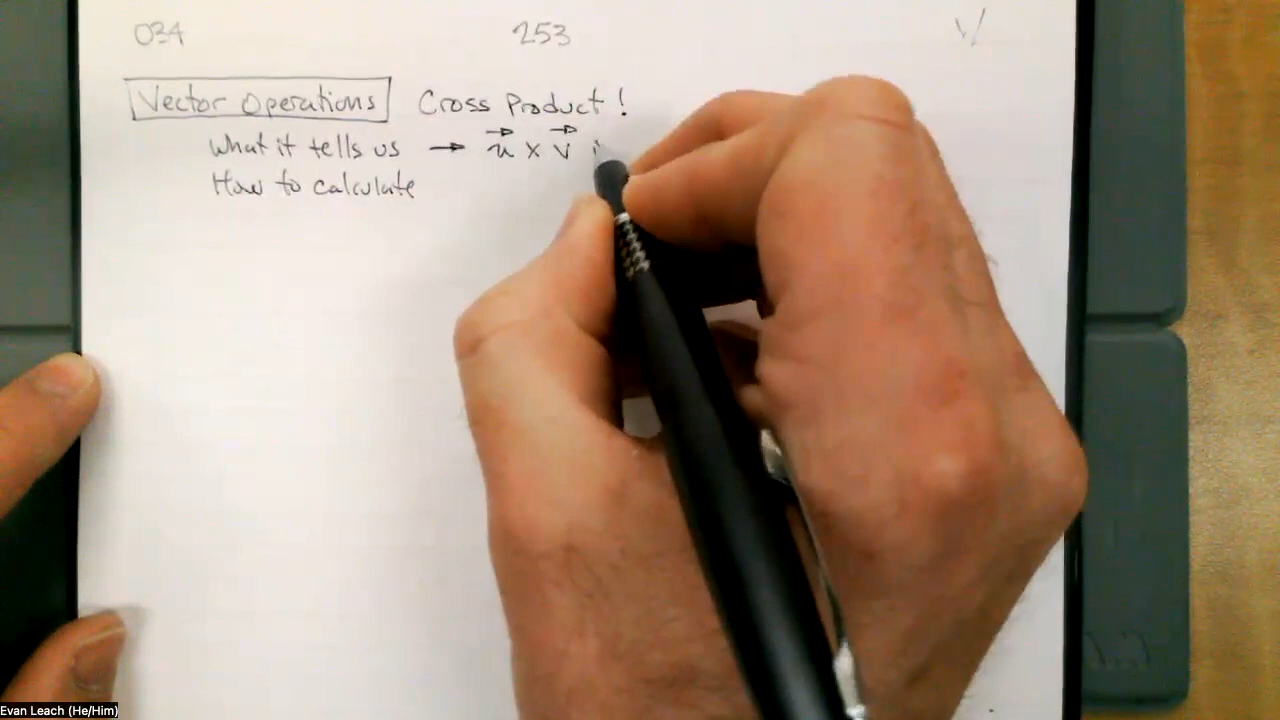 034 253 V/
Vector Operations Cross Product!
What it tells us → u⃗ × v⃗ i
How to calculate
Evan Leach (He/Him)